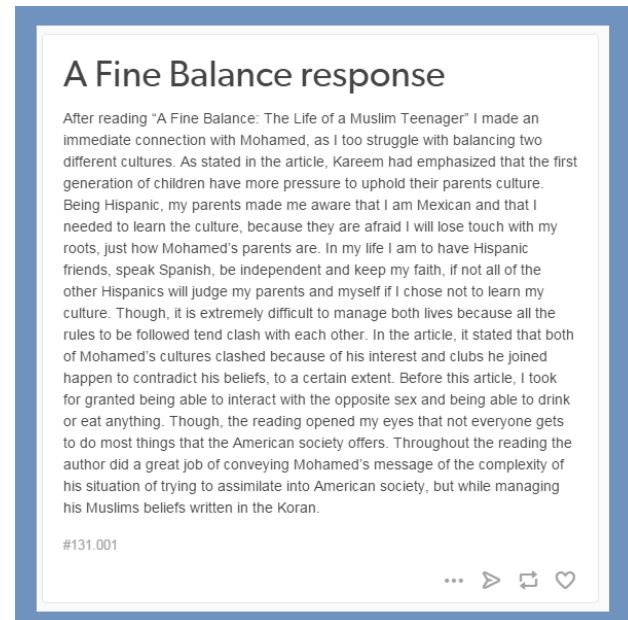 A Fine Balance response
After reading “A Fine Balance: The Life of a Muslim Teenager” I made an
immediate connection with Mohamed, as I too struggle with balancing two
different cultures. As stated in the article, Kareem had emphasized that the first
generation of children have more pressure to uphold their parents culture.
Being Hispanic, my parents made me aware that I am Mexican and that I
needed to learn the culture, because they are afraid I will lose touch with my
roots, just how Mohamed’s parents are. In my life I am to have Hispanic
friends, speak Spanish, be independent and keep my faith, if not all of the
other Hispanics will judge my parents and myself if I chose not to learn my
culture. Though, it is extremely difficult to manage both lives because all the
rules to be followed tend clash with each other. In the article, it stated that both
of Mohamed’s cultures clashed because of his interest and clubs he joined
happen to contradict his beliefs, to a certain extent. Before this article, I took
for granted being able to interact with the opposite sex and being able to drink
or eat anything. Though, the reading opened my eyes that not everyone gets
to do most things that the American society offers. Throughout the reading the
author did a great job of conveying Mohamed’s message of the complexity of
his situation of trying to assimilate into American society, but while managing
his Muslims beliefs written in the Koran.
#131.001